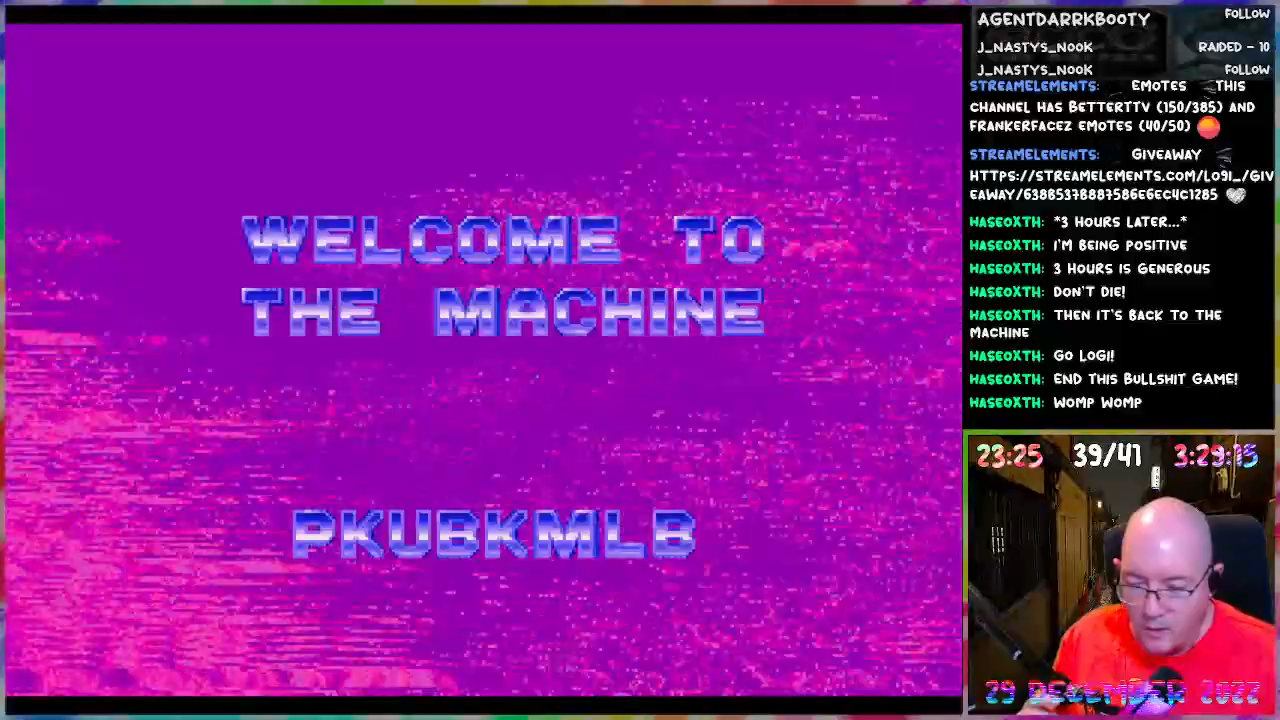 WELCOME TO
THE MACHINE
PKUBKMLB
AGENTDARRKBOOTY FOLLOW
J_NASTYS_NOOK RAIDED - 10
J_NASTYS_NOOK FOLLOW
STREAMELEMENTS: EMOTES THIS
CHANNEL HAS BETTERTTV (150/385) AND
FRANKERFACEZ EMOTES (40/50)
STREAMELEMENTS: GIVEAWAY
HASEOXTH: *3 HOURS LATER...*
HASEOXTH: I'M BEING POSITIVE
HASEOXTH: 3 HOURS IS GENEROUS
HASEOXTH: DON'T DIE!
HASEOXTH: THEN IT'S BACK TO THE
MACHINE
HASEOXTH: GO LOGI!
HASEOXTH: END THIS BULLSHIT GAME!
HASEOXTH: WOMP WOMP
23:25 39/41 3:29:15
29 DECEMBER 2022